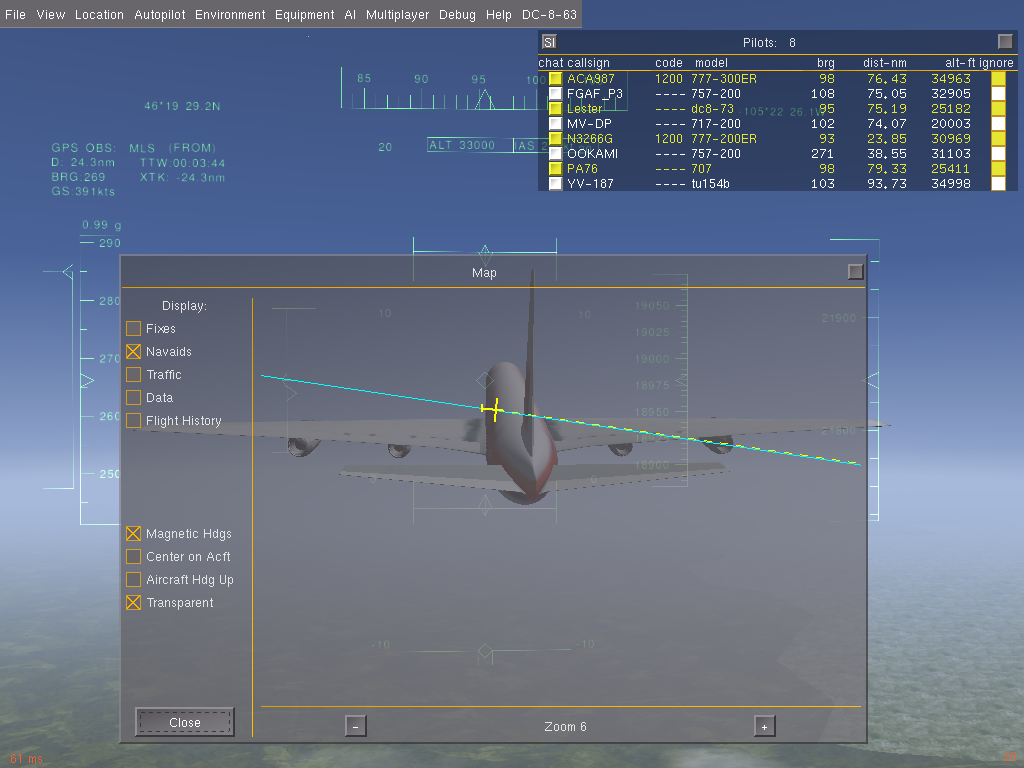 File View Location Autopilot Environment Equipment AI Multiplayer Debug Help DC-8-63
SI Pilots: 8
chat callsign code model brg dist-nm alt-ft ignore
ACA987 1200 777-300ER 98 76.43 34963
FGAF_P3 ---- 757-200 108 75.05 32905
Lester ---- dc8-73 95 75.19 25182
MV-DP ---- 717-200 102 74.07 20003
N3266G 1200 777-200ER 93 23.85 30969
OOKAMI ---- 757-200 271 38.55 31103
PA76 ---- 707 98 79.33 25411
YV-187 ---- tu154b 103 93.73 34998
85 90 95 100
46*19 29.2N
105*22 26.1W
20 ALT 33000 IAS
GPS OBS: MLS (FROM)
D: 24.3nm TTW:00:03:44
BRG:269 XTK: -24.3nm
GS:391kts
0.99 g
290
280
270
260
250
Map
Display:
Fixes
Navaids
Traffic
Data
Flight History
Magnetic Hdgs
Center on Acft
Aircraft Hdg Up
Transparent
Close
10 10
19050
19025
19000
18975
18950
18900
21900
-10 -10
- Zoom 6 +
61 ms